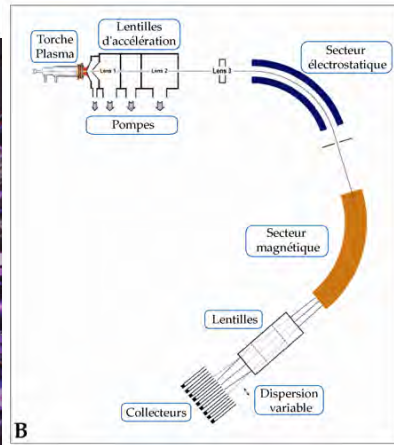 Torche
Plasma
Lentilles
d'accélération
Lens 1
Lens 2
Lens 3
Secteur
électrostatique
Pompes
Secteur
magnétique
Lentilles
Dispersion
variable
Collecteurs
B